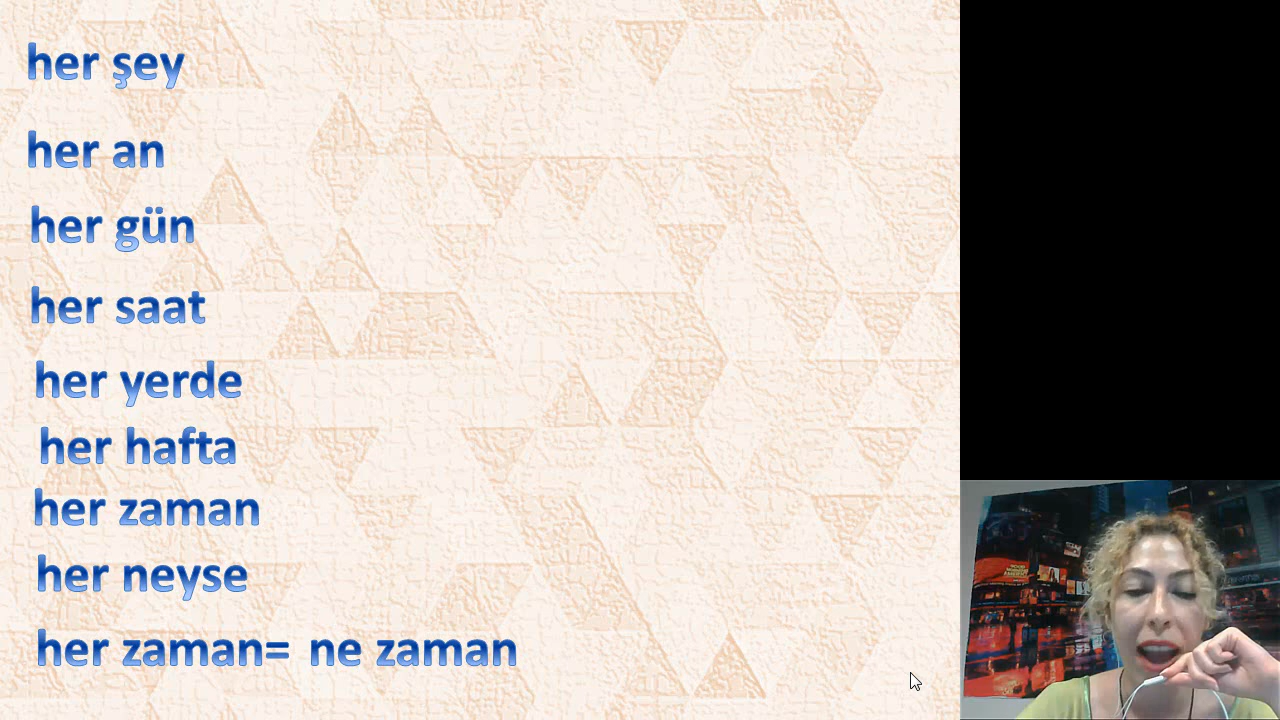 her şey
her an
her gün
her saat
her yerde
her hafta
her zaman
her neyse
her zaman= ne zaman